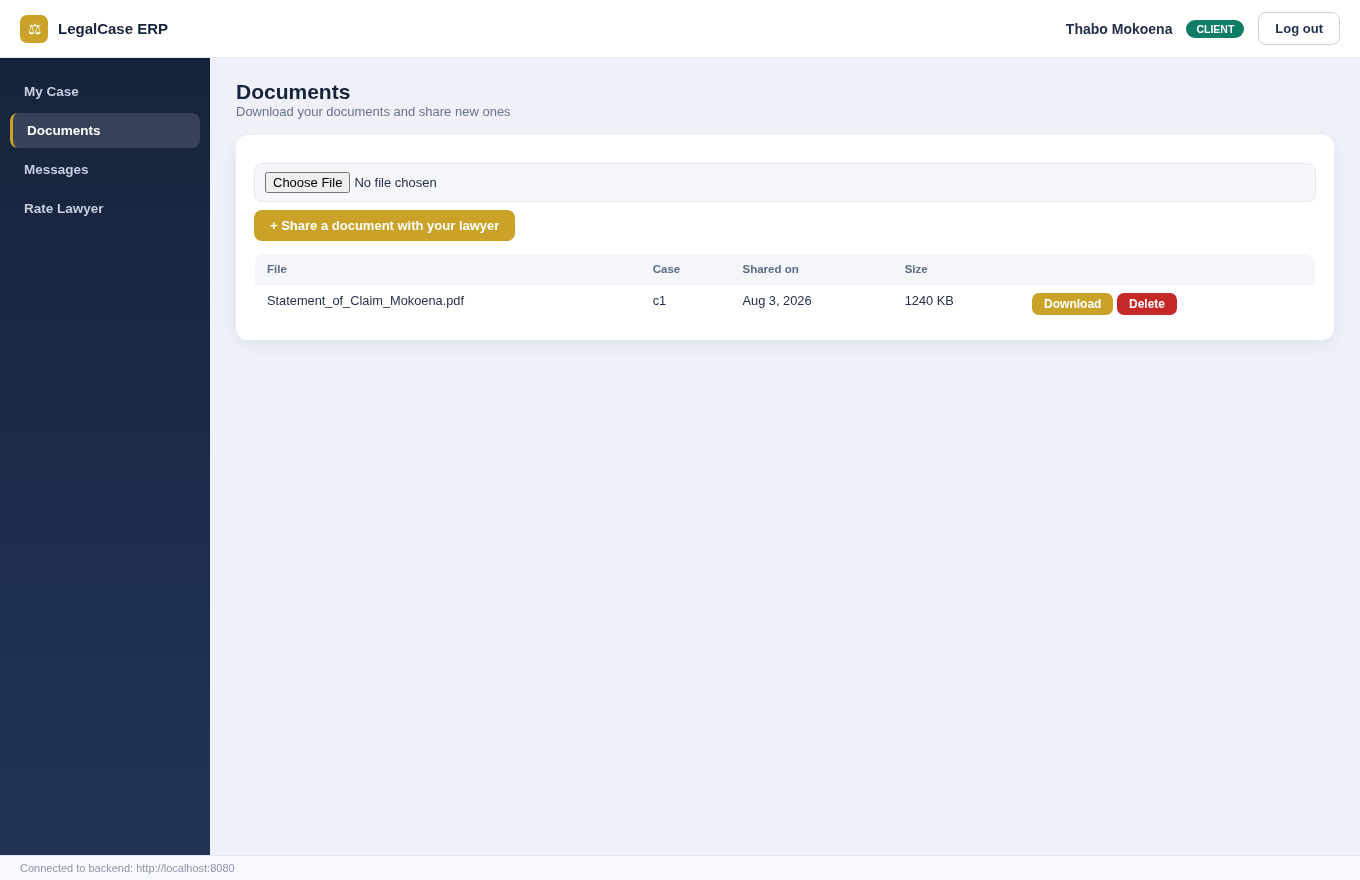 ⚖ LegalCase ERP
Thabo Mokoena CLIENT Log out
My Case
Documents
Messages
Rate Lawyer
Documents
Download your documents and share new ones
Choose File No file chosen
+ Share a document with your lawyer
File Case Shared on Size
Statement_of_Claim_Mokoena.pdf c1 Aug 3, 2026 1240 KB Download Delete
Connected to backend: http://localhost:8080